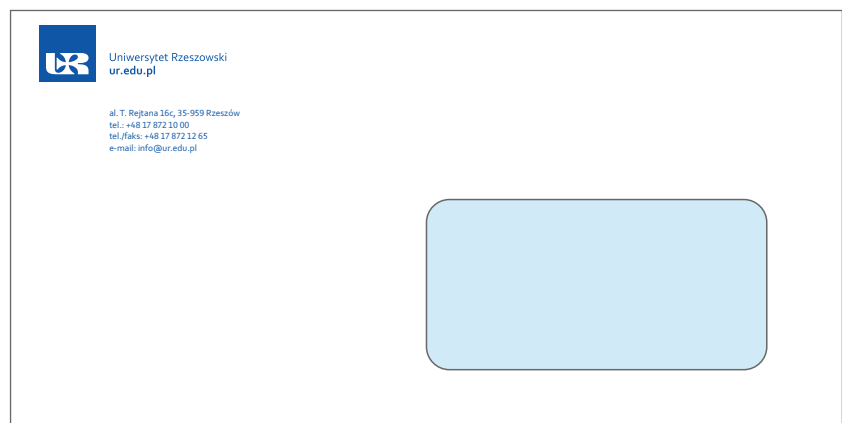 UR
Uniwersytet Rzeszowski
ur.edu.pl
al. T. Rejtana 16c, 35-959 Rzeszów
tel.: +48 17 872 10 00
tel./faks: +48 17 872 12 65
e-mail: info@ur.edu.pl